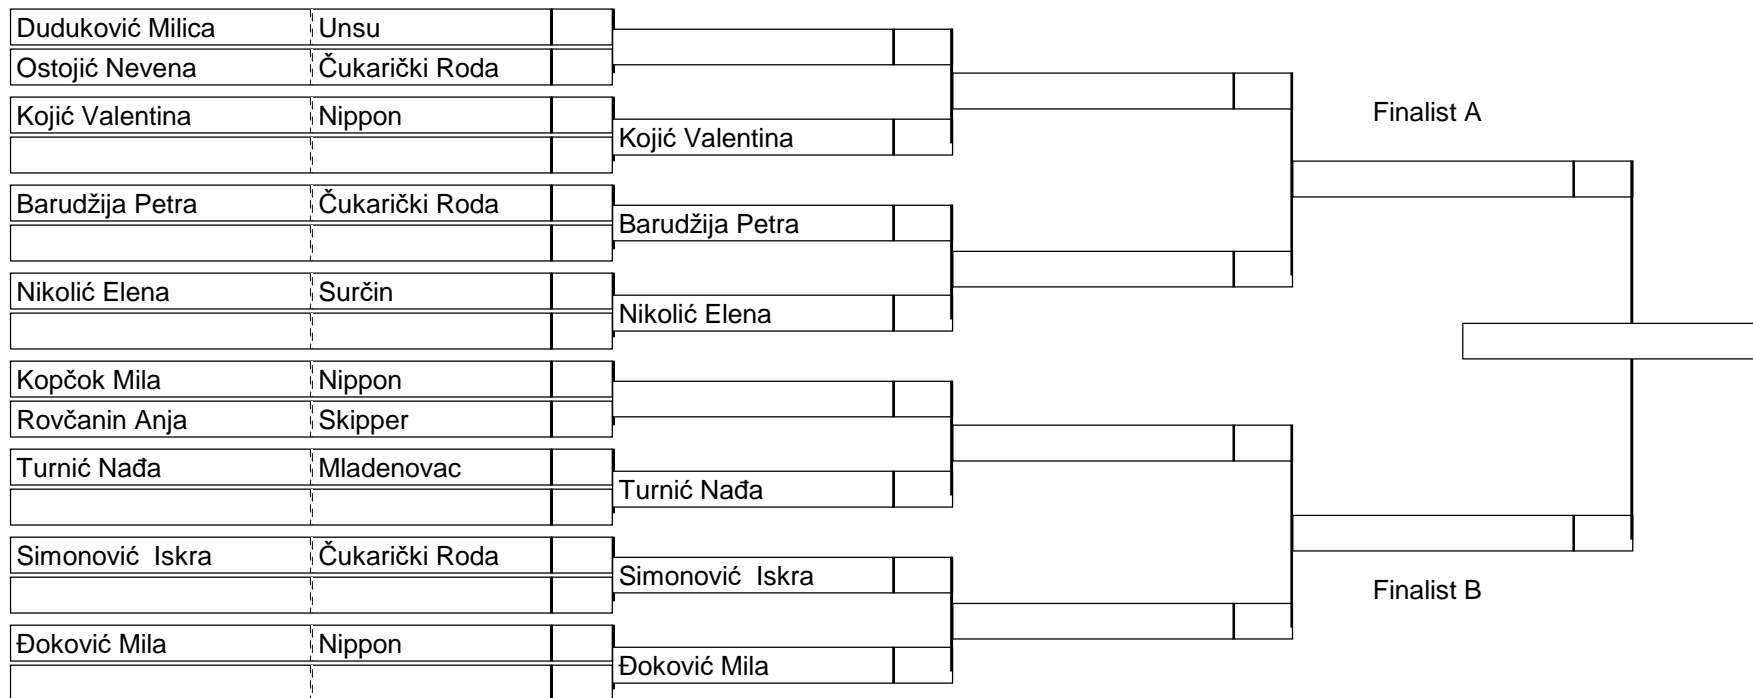 Duduković Milica Unsu
Ostojić Nevena Čukarički Roda
Kojić Valentina Nippon
Kojić Valentina
Barudžija Petra Čukarički Roda
Barudžija Petra
Nikolić Elena Surčin
Nikolić Elena
Kopčok Mila Nippon
Rovčanin Anja Skipper
Turnić Nađa Mladenovac
Turnić Nađa
Simonović  Iskra Čukarički Roda
Simonović  Iskra
Đoković Mila Nippon
Đoković Mila
Finalist A
Finalist B